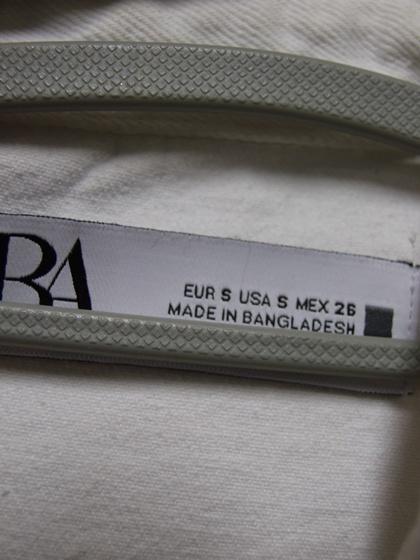 RA
EUR S USA S MEX 26
MADE IN BANGLADESH